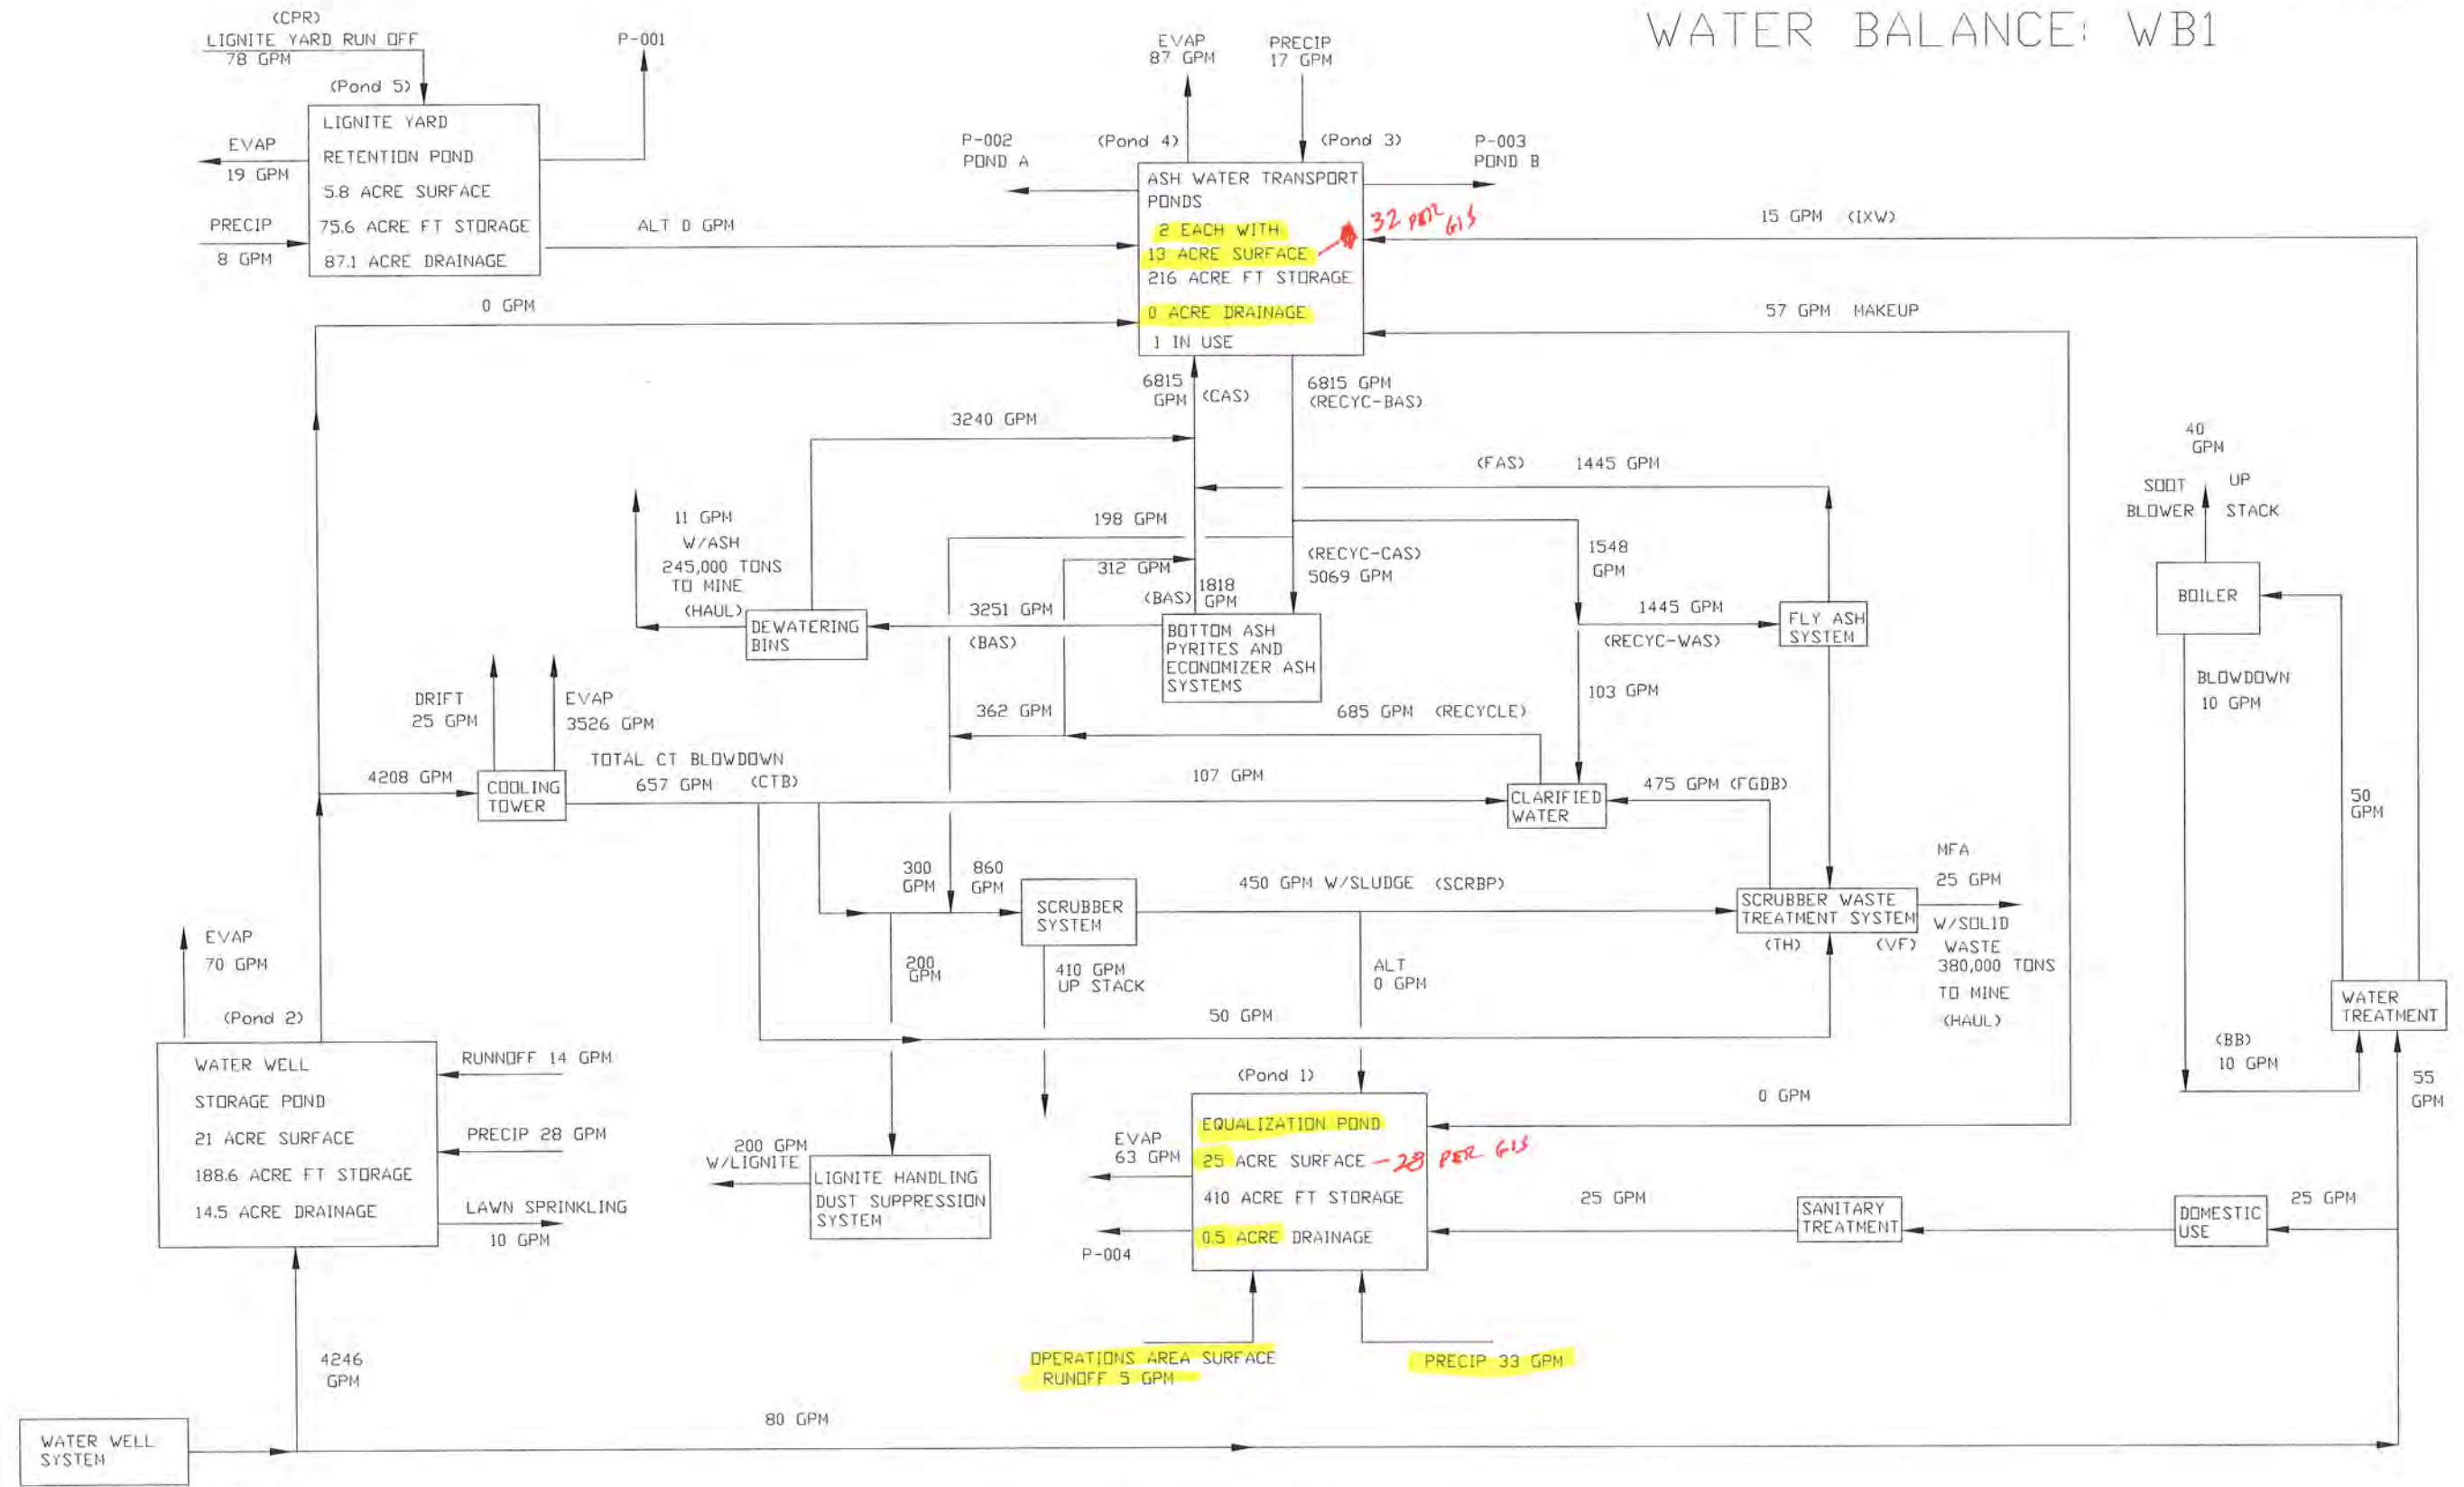 WATER BALANCE: WB1
(CPR)
LIGNITE YARD RUN OFF
78 GPM
P-001
(Pond 5)
LIGNITE YARD
RETENTION POND
5.8 ACRE SURFACE
75.6 ACRE FT STORAGE
87.1 ACRE DRAINAGE
EVAP
19 GPM
PRECIP
8 GPM
ALT 0 GPM
0 GPM
EVAP
87 GPM
PRECIP
17 GPM
P-002
POND A
(Pond 4)
(Pond 3)
P-003
POND B
ASH WATER TRANSPORT
PONDS
2 EACH WITH
13 ACRE SURFACE
216 ACRE FT STORAGE
0 ACRE DRAINAGE
1 IN USE
32 PER GIS
15 GPM (IXW)
57 GPM MAKEUP
6815
GPM
(CAS)
6815 GPM
(RECYC-BAS)
3240 GPM
(FAS) 1445 GPM
40
GPM
SOOT
BLOWER
UP
STACK
11 GPM
W/ASH
245,000 TONS
TO MINE
(HAUL)
198 GPM
312 GPM
(RECYC-CAS)
5069 GPM
1548
GPM
(BAS)
1818
GPM
3251 GPM
(BAS)
DEWATERING
BINS
BOTTOM ASH
PYRITES AND
ECONOMIZER ASH
SYSTEMS
1445 GPM
(RECYC-WAS)
FLY ASH
SYSTEM
BOILER
BLOWDOWN
10 GPM
50
GPM
DRIFT
25 GPM
EVAP
3526 GPM
362 GPM
685 GPM (RECYCLE)
103 GPM
4208 GPM
COOLING
TOWER
TOTAL CT BLOWDOWN
657 GPM (CTB)
107 GPM
CLARIFIED
WATER
475 GPM (FGDB)
300
GPM
860
GPM
SCRUBBER
SYSTEM
450 GPM W/SLUDGE (SCRBP)
SCRUBBER WASTE
TREATMENT SYSTEM
(TH) (VF)
MFA
25 GPM
W/SOLID
WASTE
380,000 TONS
TO MINE
(HAUL)
200
GPM
410 GPM
UP STACK
ALT
0 GPM
50 GPM
WATER
TREATMENT
(BB)
10 GPM
55
GPM
EVAP
70 GPM
(Pond 2)
WATER WELL
STORAGE POND
21 ACRE SURFACE
188.6 ACRE FT STORAGE
14.5 ACRE DRAINAGE
RUNNOFF 14 GPM
PRECIP 28 GPM
LAWN SPRINKLING
10 GPM
200 GPM
W/LIGNITE
LIGNITE HANDLING
DUST SUPPRESSION
SYSTEM
(Pond 1)
EQUALIZATION POND
25 ACRE SURFACE - 28 PER GIS
410 ACRE FT STORAGE
0.5 ACRE DRAINAGE
EVAP
63 GPM
P-004
0 GPM
25 GPM
SANITARY
TREATMENT
DOMESTIC
USE
25 GPM
OPERATIONS AREA SURFACE
RUNOFF 5 GPM
PRECIP 33 GPM
4246
GPM
80 GPM
WATER WELL
SYSTEM